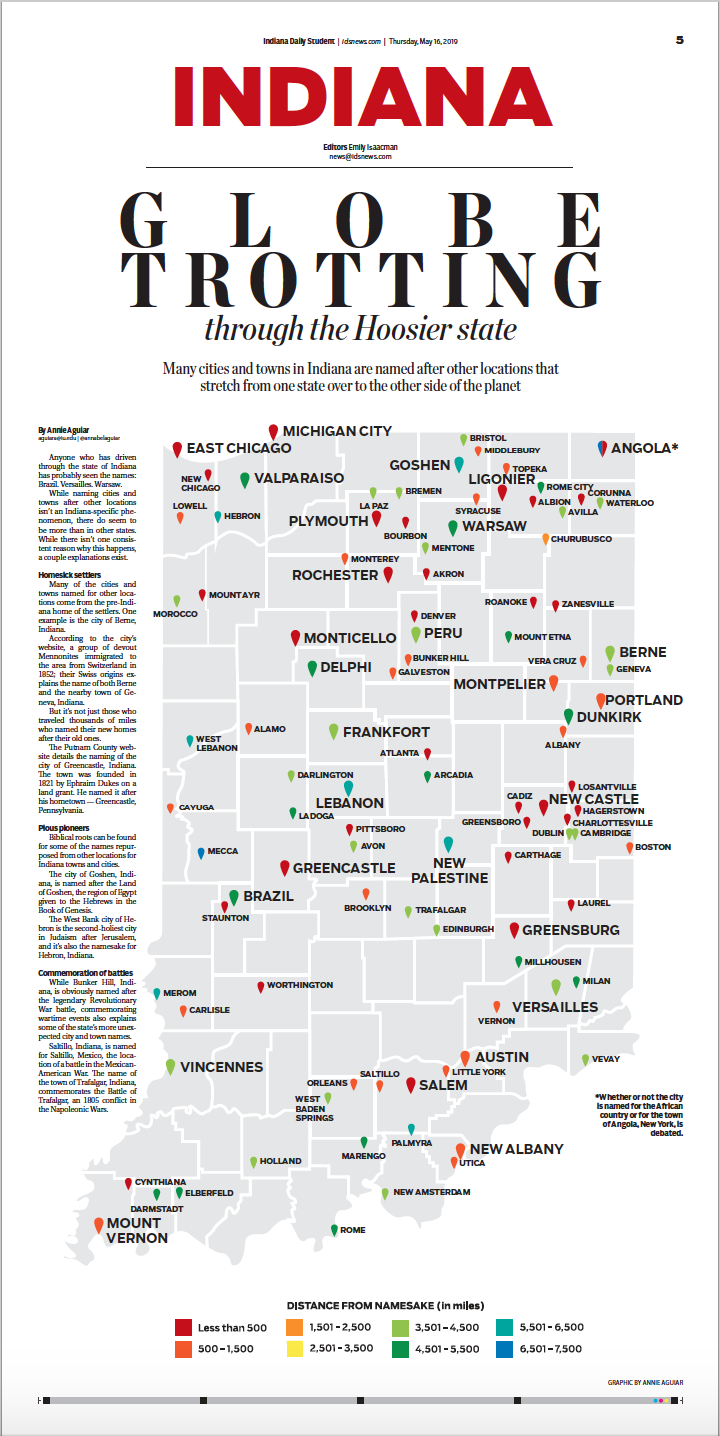 Indiana Daily Student | idsnews.com | Thursday, May 16, 2019
5
INDIANA
Editors Emily Isaacman
news@idsnews.com
GLOBE
TROTTING
through the Hoosier state
Many cities and towns in Indiana are named after other locations that
stretch from one state over to the other side of the planet
By Annie Aguiar
aguiara@iu.edu | @annabelaguiar
Anyone who has driven
through the state of Indiana
has probably seen the names:
Brazil. Versailles. Warsaw.
While naming cities and
towns after other locations
isn't an Indiana-specific phe-
nomenon, there do seem to
be more than in other states.
While there isn't one consis-
tent reason why this happens,
a couple explanations exist.
Homesick settlers
Many of the cities and
towns named for other loca-
tions come from the pre-Indi-
ana home of the settlers. One
example is the city of Berne,
Indiana.
According to the city's
website, a group of devout
Mennonites immigrated to
the area from Switzerland in
1852; their Swiss origins ex-
plains the name of both Berne
and the nearby town of Ge-
neva, Indiana.
But it's not just those who
traveled thousands of miles
who named their new homes
after their old ones.
The Putnam County web-
site details the naming of the
city of Greencastle, Indiana.
The town was founded in
1821 by Ephraim Dukes on a
land grant. He named it after
his hometown — Greencastle,
Pennsylvania.
Pious pioneers
Biblical roots can be found
for some of the names repur-
posed from other locations for
Indiana towns and cities.
The city of Goshen, Indi-
ana, is named after the Land
of Goshen, the region of Egypt
given to the Hebrews in the
Book of Genesis.
The West Bank city of He-
bron is the second-holiest city
in Judaism after Jerusalem,
and it's also the namesake for
Hebron, Indiana.
Commemoration of battles
While Bunker Hill, Indi-
ana, is obviously named after
the legendary Revolutionary
War battle, commemorating
wartime events also explains
some of the state's more unex-
pected city and town names.
Saltillo, Indiana, is named
for Saltillo, Mexico, the loca-
tion of a battle in the Mexican-
American War. The name of
the town of Trafalgar, Indiana,
commemorates the Battle of
Trafalgar, an 1805 conflict in
the Napoleonic Wars.
MICHIGAN CITY
EAST CHICAGO
BRISTOL
MIDDLEBURY
ANGOLA*
GOSHEN
TOPEKA
NEW
CHICAGO
VALPARAISO
LIGONIER
ROME CITY
CORUNNA
LA PAZ
BREMEN
SYRACUSE
ALBION
WATERLOO
LOWELL
HEBRON
PLYMOUTH
AVILLA
BOURBON
WARSAW
CHURUBUSCO
MENTONE
MONTEREY
ROCHESTER
AKRON
MOUNT AYR
MOROCCO
ROANOKE
ZANESVILLE
DENVER
MONTICELLO
PERU
MOUNT ETNA
BERNE
DELPHI
BUNKER HILL
VERA CRUZ
GENEVA
GALVESTON
MONTPELIER
PORTLAND
DUNKIRK
ALAMO
FRANKFORT
ALBANY
WEST
LEBANON
ATLANTA
DARLINGTON
ARCADIA
LOSANTVILLE
LEBANON
CADIZ
NEW CASTLE
CAYUGA
LADOGA
HAGERSTOWN
GREENSBORO
CHARLOTTESVILLE
PITTSBORO
DUBLIN
CAMBRIDGE
MECCA
AVON
BOSTON
NEW
PALESTINE
CARTHAGE
GREENCASTLE
BRAZIL
STAUNTON
BROOKLYN
TRAFALGAR
LAUREL
EDINBURGH
GREENSBURG
MILLHOUSEN
WORTHINGTON
MILAN
MEROM
VERSAILLES
CARLISLE
VERNON
VINCENNES
AUSTIN
VEVAY
SALTILLO
LITTLE YORK
ORLEANS
SALEM
WEST
BADEN
SPRINGS
*Whether or not the city
is named for the African
country or for the town
of Angola, New York, is
debated.
PALMYRA
MARENGO
NEW ALBANY
HOLLAND
UTICA
CYNTHIANA
ELBERFELD
NEW AMSTERDAM
DARMSTADT
MOUNT
VERNON
ROME
DISTANCE FROM NAMESAKE (in miles)
Less than 500
1,501 – 2,500
3,501 – 4,500
5,501 – 6,500
500 – 1,500
2,501 – 3,500
4,501 – 5,500
6,501 – 7,500
GRAPHIC BY ANNIE AGUIAR